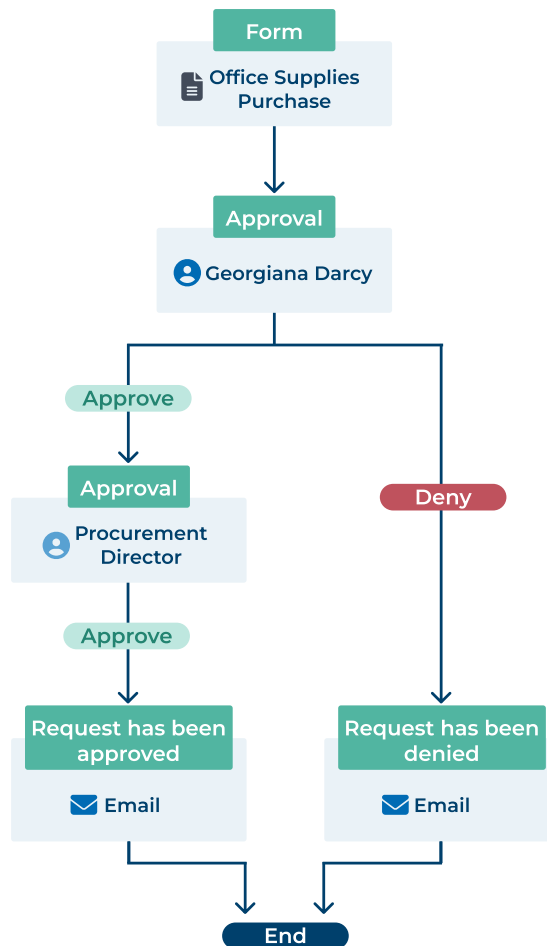 Form
Office Supplies
Purchase
Approval
Georgiana Darcy
Approve
Approval
Deny
Procurement
Director
Approve
Request has been
approved
Request has been
denied
Email
Email
End